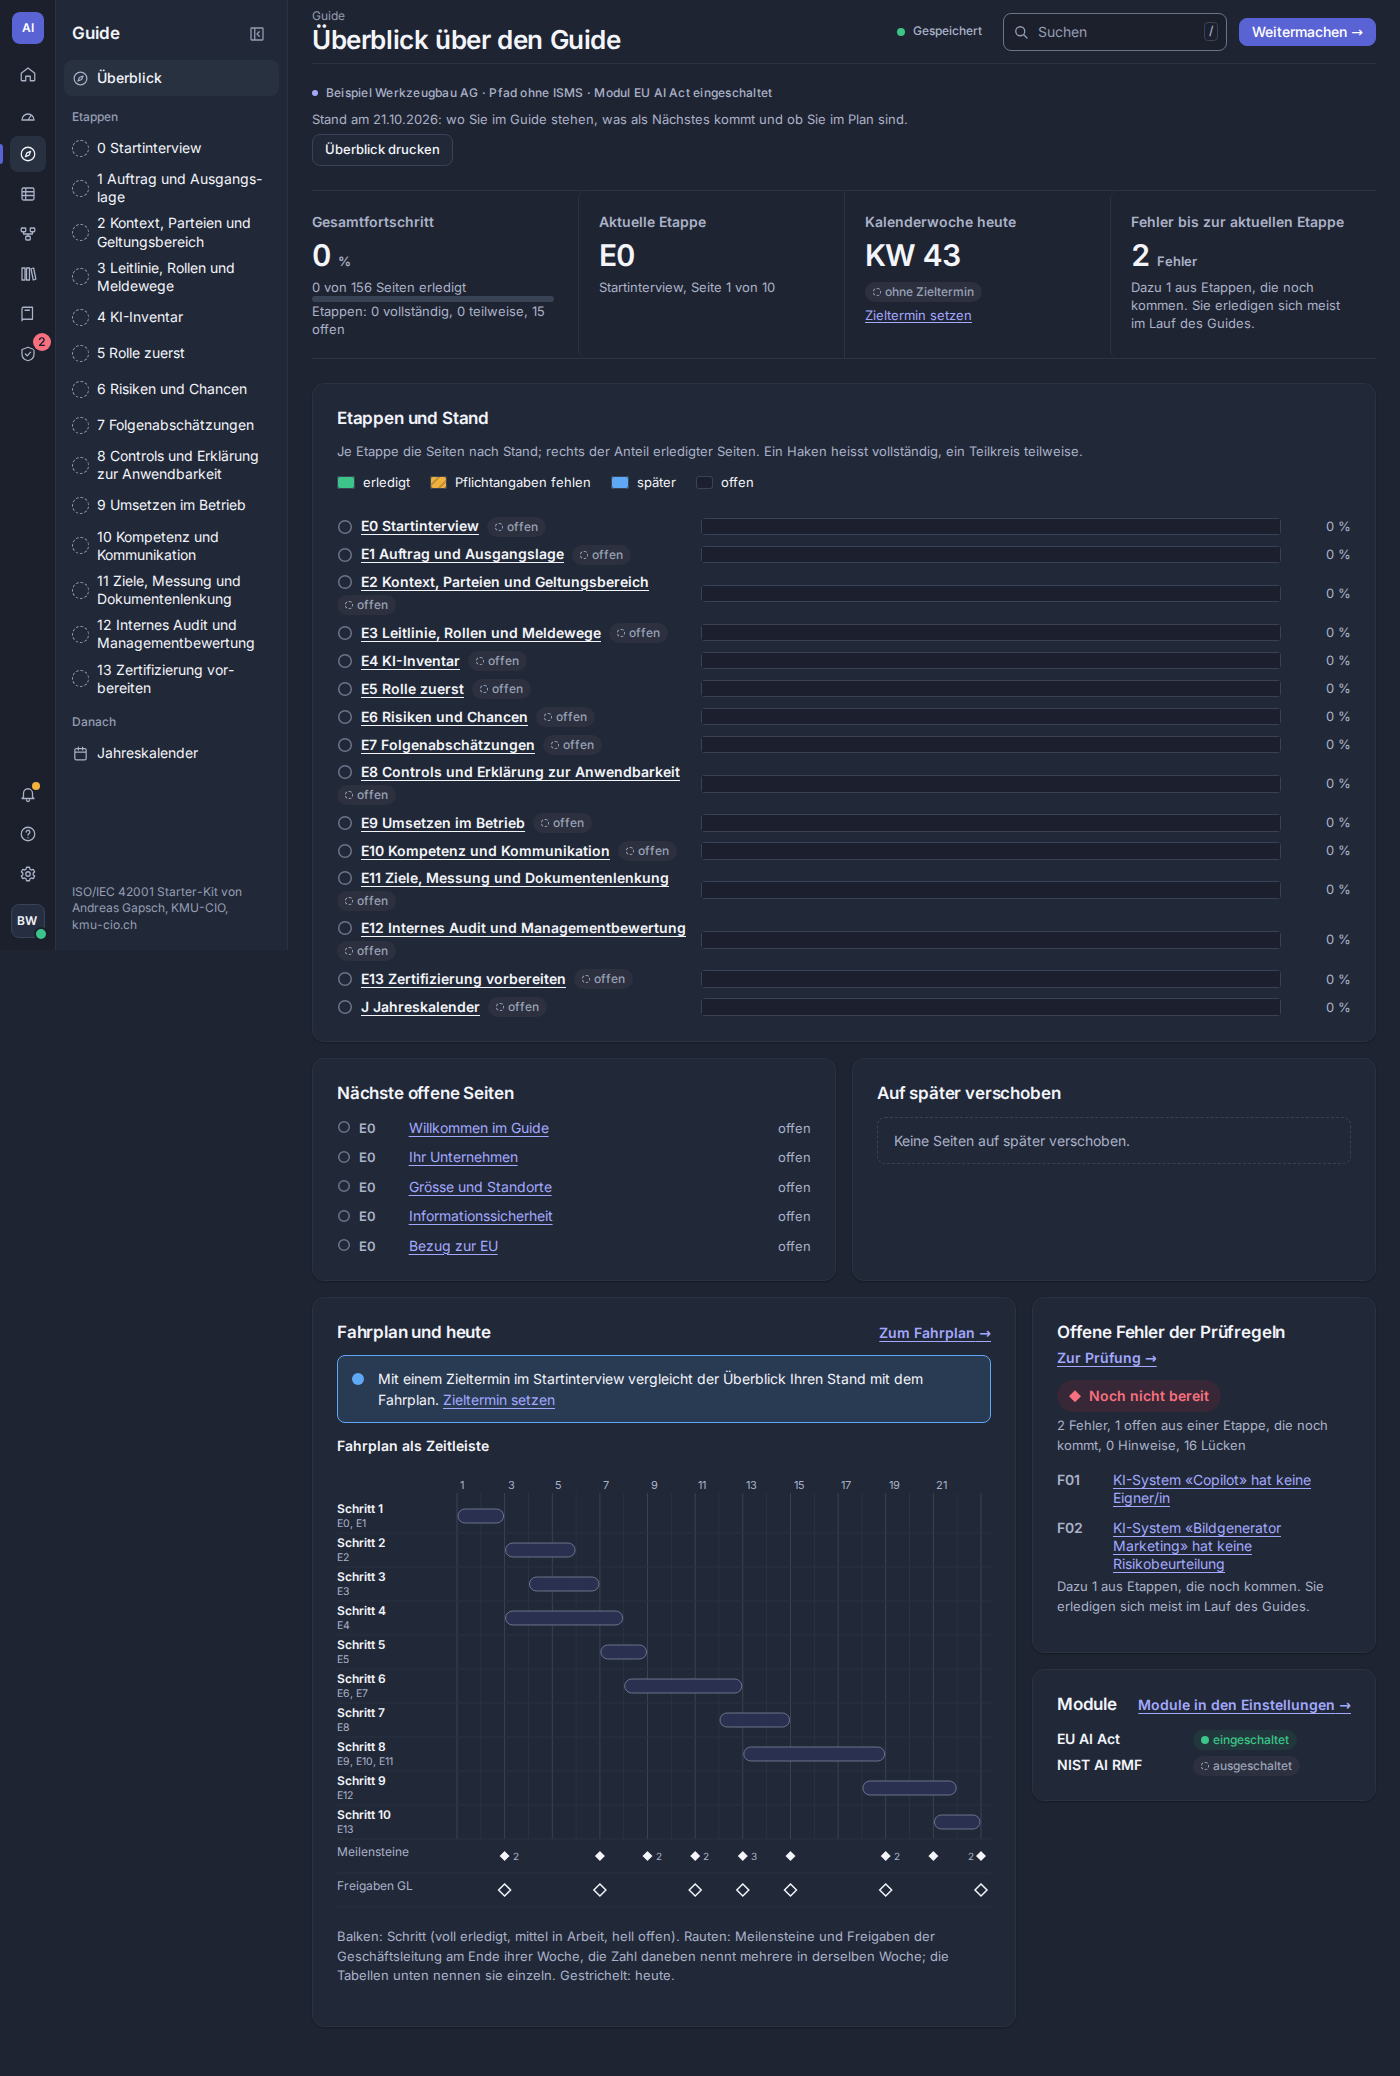 AI
Guide
Überblick
Etappen
0 Startinterview
1 Auftrag und Ausgangs-
lage
2 Kontext, Parteien und
Geltungsbereich
3 Leitlinie, Rollen und
Meldewege
4 KI-Inventar
5 Rolle zuerst
6 Risiken und Chancen
7 Folgenabschätzungen
8 Controls und Erklärung
zur Anwendbarkeit
9 Umsetzen im Betrieb
10 Kompetenz und
Kommunikation
11 Ziele, Messung und
Dokumentenlenkung
12 Internes Audit und
Managementbewertung
13 Zertifizierung vor-
bereiten
Danach
Jahreskalender
2
ISO/IEC 42001 Starter-Kit von
Andreas Gapsch, KMU-CIO,
kmu-cio.ch
BW
Guide
Überblick über den Guide
Gespeichert
Suchen
/
Weitermachen →
Beispiel Werkzeugbau AG · Pfad ohne ISMS · Modul EU AI Act eingeschaltet
Stand am 21.10.2026: wo Sie im Guide stehen, was als Nächstes kommt und ob Sie im Plan sind.
Überblick drucken
Gesamtfortschritt
0 %
0 von 156 Seiten erledigt
Etappen: 0 vollständig, 0 teilweise, 15
offen
Aktuelle Etappe
E0
Startinterview, Seite 1 von 10
Kalenderwoche heute
KW 43
ohne Zieltermin
Zieltermin setzen
Fehler bis zur aktuellen Etappe
2 Fehler
Dazu 1 aus Etappen, die noch
kommen. Sie erledigen sich meist
im Lauf des Guides.
Etappen und Stand
Je Etappe die Seiten nach Stand; rechts der Anteil erledigter Seiten. Ein Haken heisst vollständig, ein Teilkreis teilweise.
erledigt
Pflichtangaben fehlen
später
offen
E0 Startinterview offen 0 %
E1 Auftrag und Ausgangslage offen 0 %
E2 Kontext, Parteien und Geltungsbereich
offen 0 %
E3 Leitlinie, Rollen und Meldewege offen 0 %
E4 KI-Inventar offen 0 %
E5 Rolle zuerst offen 0 %
E6 Risiken und Chancen offen 0 %
E7 Folgenabschätzungen offen 0 %
E8 Controls und Erklärung zur Anwendbarkeit
offen 0 %
E9 Umsetzen im Betrieb offen 0 %
E10 Kompetenz und Kommunikation offen 0 %
E11 Ziele, Messung und Dokumentenlenkung
offen 0 %
E12 Internes Audit und Managementbewertung
offen 0 %
E13 Zertifizierung vorbereiten offen 0 %
J Jahreskalender offen 0 %
Nächste offene Seiten
E0 Willkommen im Guide offen
E0 Ihr Unternehmen offen
E0 Grösse und Standorte offen
E0 Informationssicherheit offen
E0 Bezug zur EU offen
Auf später verschoben
Keine Seiten auf später verschoben.
Fahrplan und heute
Zum Fahrplan →
Mit einem Zieltermin im Startinterview vergleicht der Überblick Ihren Stand mit dem
Fahrplan. Zieltermin setzen
Fahrplan als Zeitleiste
1 3 5 7 9 11 13 15 17 19 21
Schritt 1
E0, E1
Schritt 2
E2
Schritt 3
E3
Schritt 4
E4
Schritt 5
E5
Schritt 6
E6, E7
Schritt 7
E8
Schritt 8
E9, E10, E11
Schritt 9
E12
Schritt 10
E13
Meilensteine
2 2 2 3 2 2
Freigaben GL
Balken: Schritt (voll erledigt, mittel in Arbeit, hell offen). Rauten: Meilensteine und Freigaben der
Geschäftsleitung am Ende ihrer Woche, die Zahl daneben nennt mehrere in derselben Woche; die
Tabellen unten nennen sie einzeln. Gestrichelt: heute.
Offene Fehler der Prüfregeln
Zur Prüfung →
Noch nicht bereit
2 Fehler, 1 offen aus einer Etappe, die noch
kommt, 0 Hinweise, 16 Lücken
F01 KI-System «Copilot» hat keine
Eigner/in
F02 KI-System «Bildgenerator
Marketing» hat keine
Risikobeurteilung
Dazu 1 aus Etappen, die noch kommen. Sie
erledigen sich meist im Lauf des Guides.
Module
Module in den Einstellungen →
EU AI Act eingeschaltet
NIST AI RMF ausgeschaltet